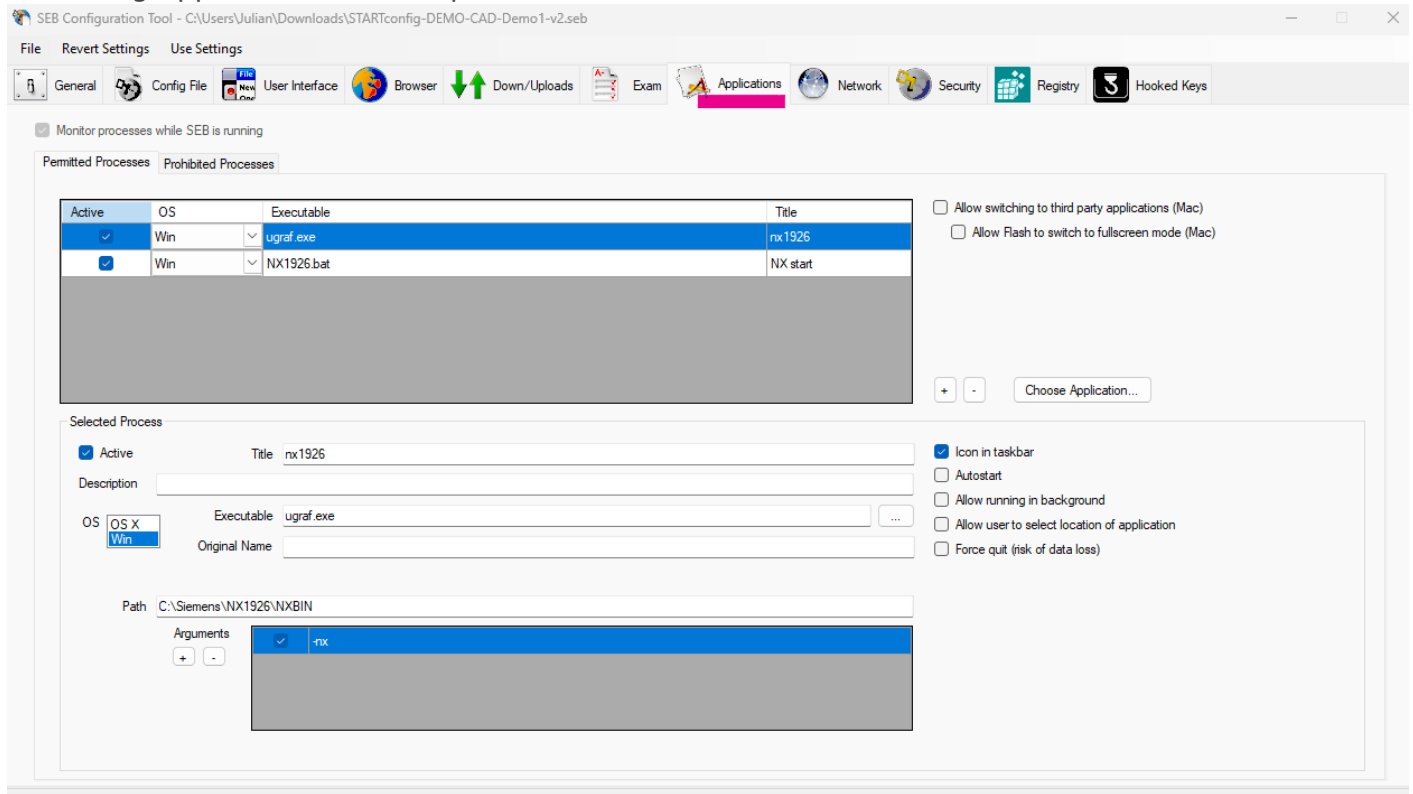 SEB Configuration Tool - C:\Users\Julian\Downloads\STARTconfig-DEMO-CAD-Demo1-v2.seb
File Revert Settings Use Settings
General Config File User Interface Browser Down/Uploads Exam Applications Network Security Registry Hooked Keys
Monitor processes while SEB is running
Permitted Processes Prohibited Processes
Active OS Executable Title
Win ugraf.exe nx1926
Win NX1926.bat NX start
Allow switching to third party applications (Mac)
Allow Flash to switch to fullscreen mode (Mac)
+ - Choose Application...
Selected Process
Active Title nx1926
Description
OS OS X
Win
Executable ugraf.exe ...
Original Name
Icon in taskbar
Autostart
Allow running in background
Allow user to select location of application
Force quit (risk of data loss)
Path C:\Siemens\NX1926\NXBIN
Arguments
+ -
-nx